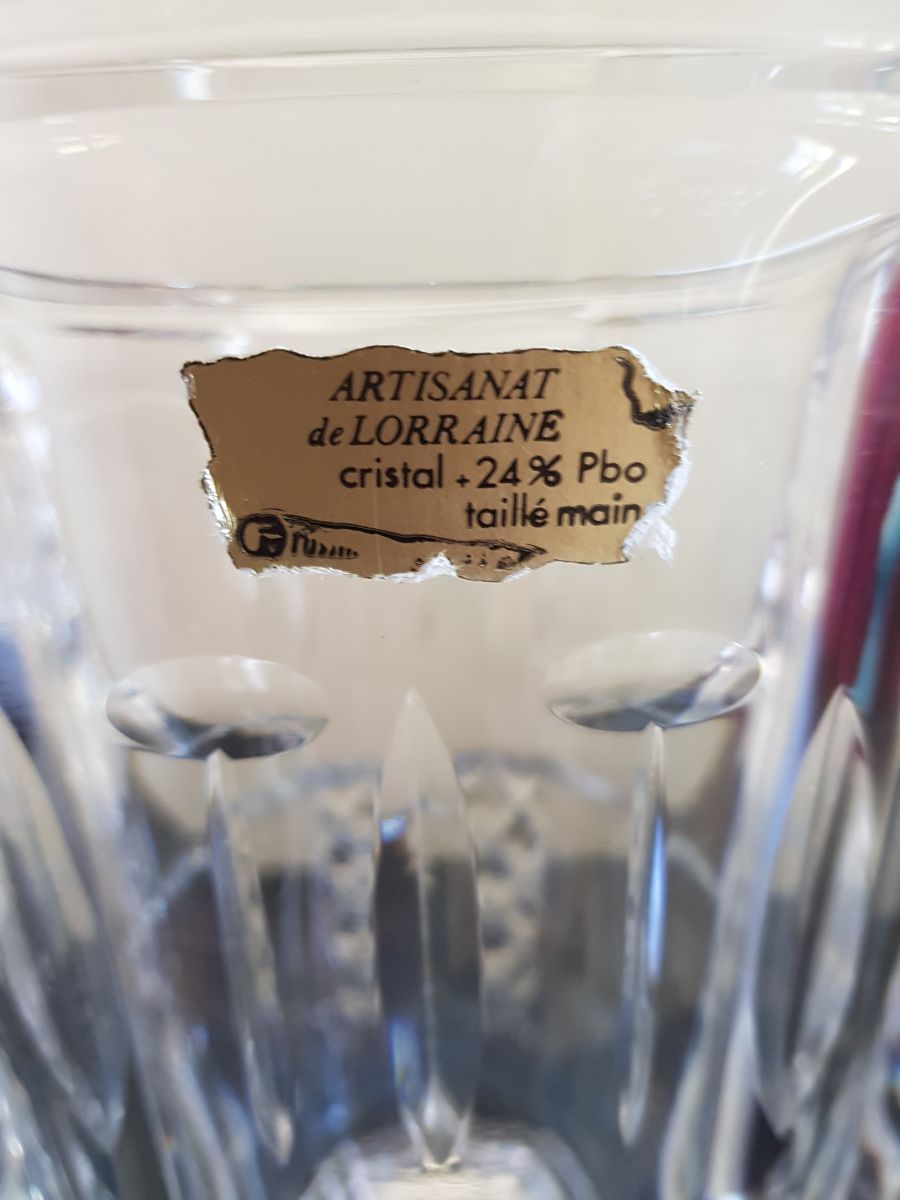 ARTISANAT
de LORRAINE
cristal +24% Pbo
taillé main